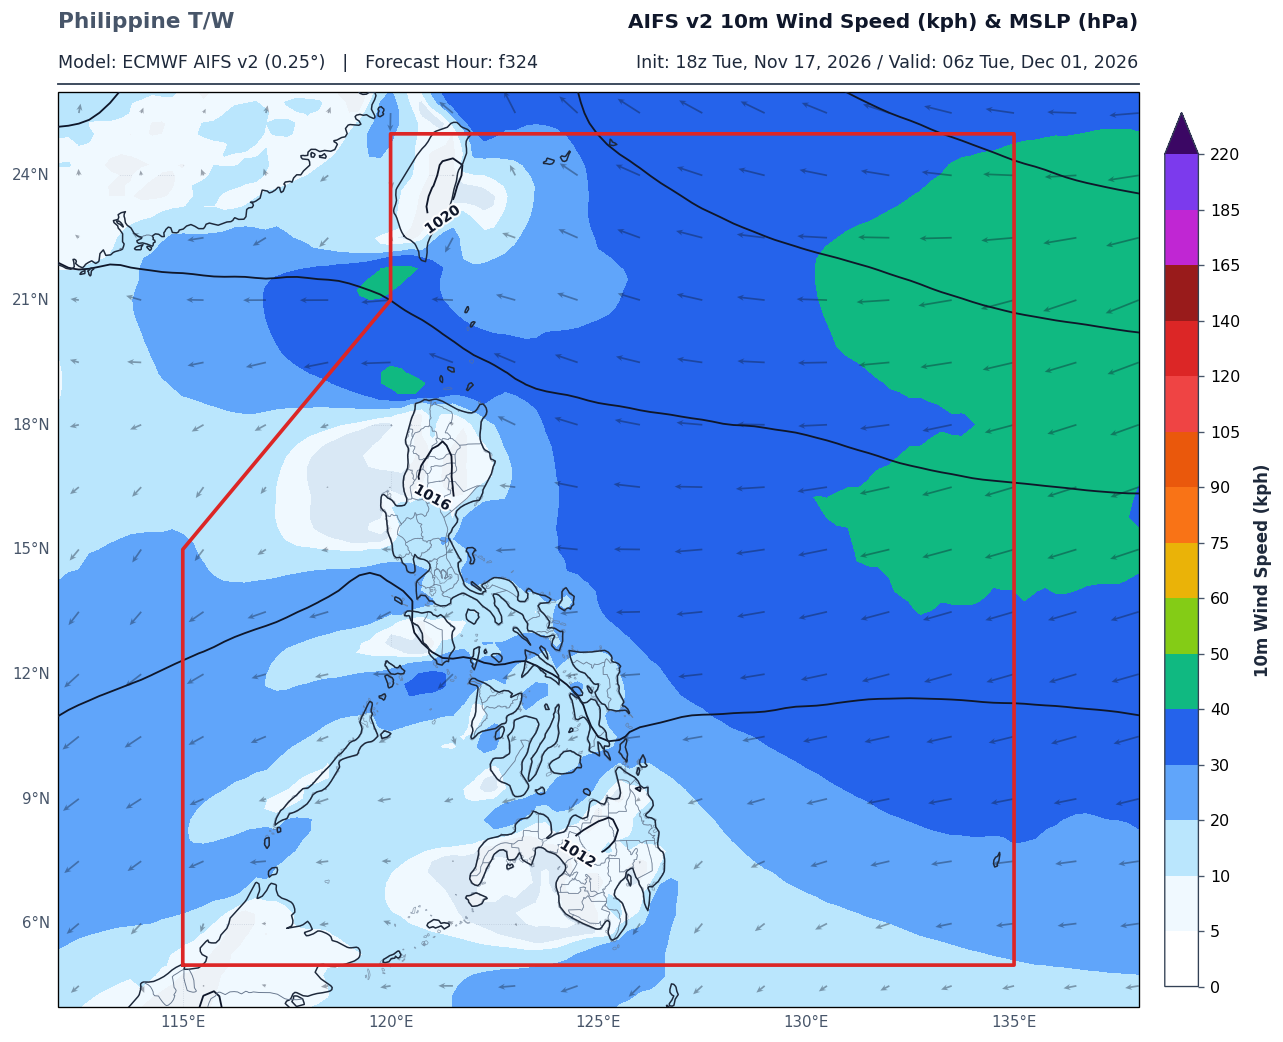 Philippine T/W
AIFS v2 10m Wind Speed (kph) & MSLP (hPa)
Model: ECMWF AIFS v2 (0.25°) | Forecast Hour: f324
Init: 18z Tue, Nov 17, 2026 / Valid: 06z Tue, Dec 01, 2026
24°N
21°N
18°N
15°N
12°N
9°N
6°N
1020
1016
1012
115°E
120°E
125°E
130°E
135°E
220
185
165
140
120
105
90
75
60
50
40
30
20
10
5
0
10m Wind Speed (kph)